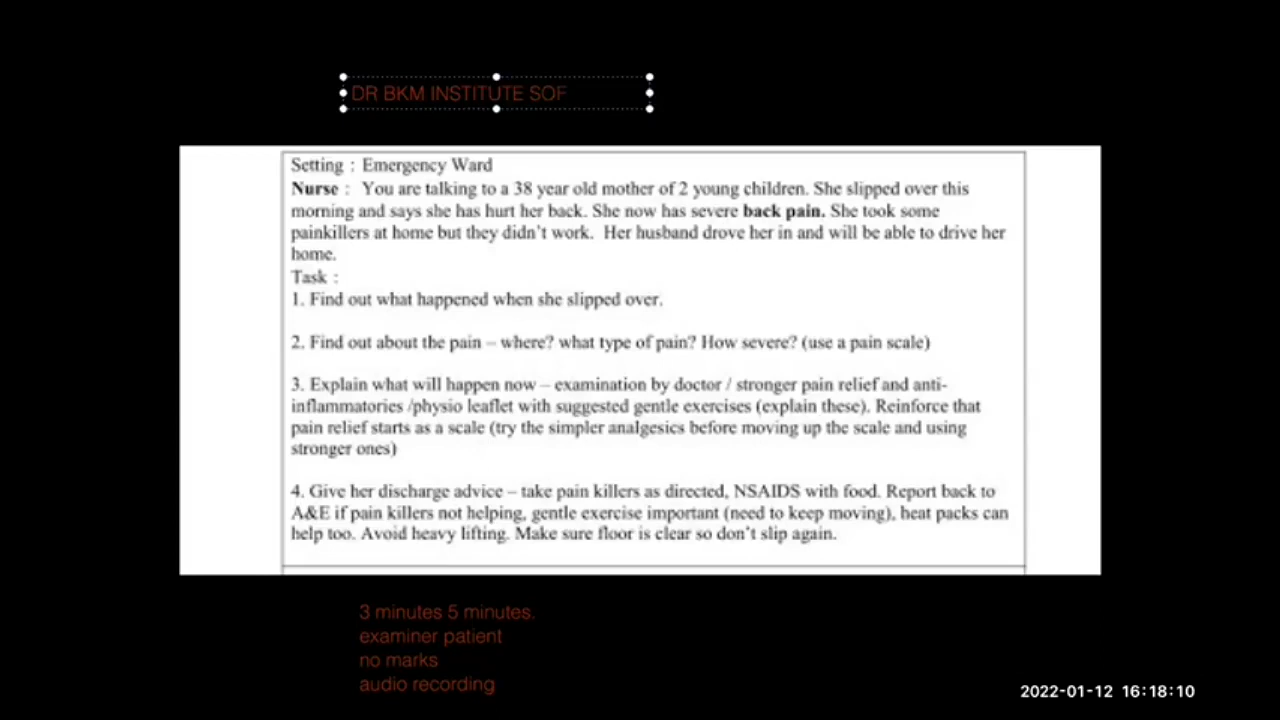 DR BKM INSTITUTE SOF
Setting : Emergency Ward
Nurse : You are talking to a 38 year old mother of 2 young children. She slipped over this
morning and says she has hurt her back. She now has severe back pain. She took some
painkillers at home but they didn't work. Her husband drove her in and will be able to drive her
home.
Task :
1. Find out what happened when she slipped over.
2. Find out about the pain – where? what type of pain? How severe? (use a pain scale)
3. Explain what will happen now – examination by doctor / stronger pain relief and anti-
inflammatories /physio leaflet with suggested gentle exercises (explain these). Reinforce that
pain relief starts as a scale (try the simpler analgesics before moving up the scale and using
stronger ones)
4. Give her discharge advice – take pain killers as directed, NSAIDS with food. Report back to
A&E if pain killers not helping, gentle exercise important (need to keep moving), heat packs can
help too. Avoid heavy lifting. Make sure floor is clear so don't slip again.
3 minutes 5 minutes.
examiner patient
no marks
audio recording
2022-01-12 16:18:10